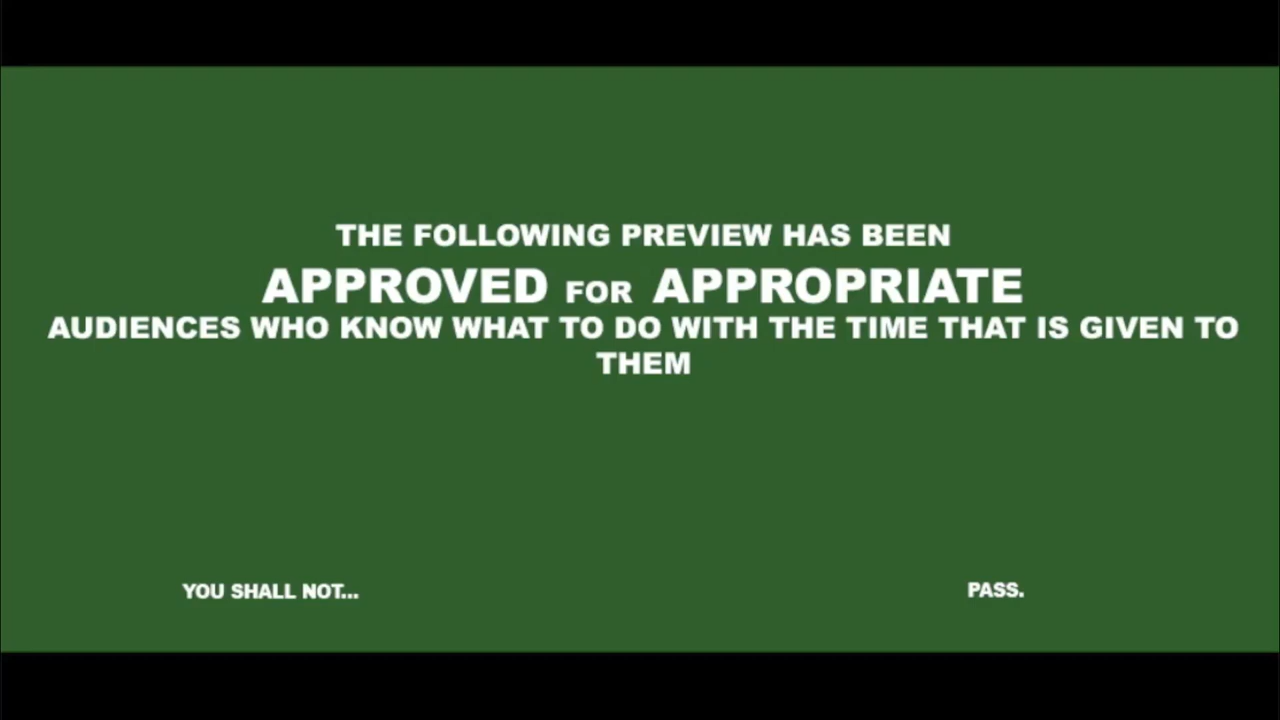 THE FOLLOWING PREVIEW HAS BEEN
APPROVED FOR APPROPRIATE
AUDIENCES WHO KNOW WHAT TO DO WITH THE TIME THAT IS GIVEN TO
THEM
YOU SHALL NOT... PASS.